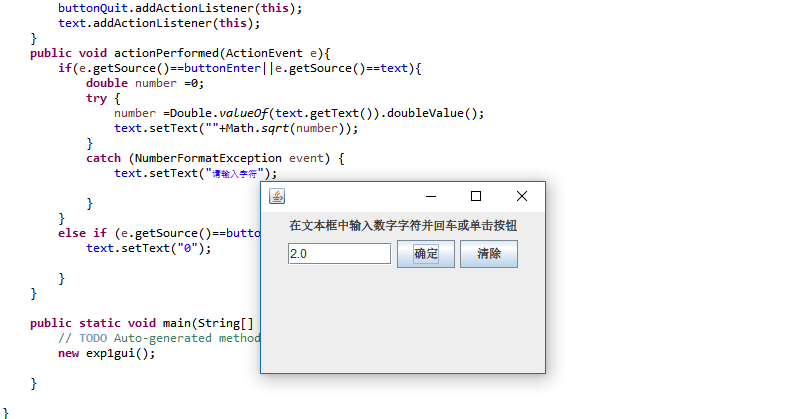 buttonQuit.addActionListener(this);
text.addActionListener(this);
}
public void actionPerformed(ActionEvent e){
if(e.getSource()==buttonEnter||e.getSource()==text){
double number =0;
try {
number =Double.valueOf(text.getText()).doubleValue();
text.setText(""+Math.sqrt(number));
}
catch (NumberFormatException event) {
text.setText("请输入字符");
}
}
else if (e.getSource()==butto
text.setText("0");
}
}
public static void main(String[]
// TODO Auto-generated method
new exp1gui();
}
}
在文本框中输入数字字符并回车或单击按钮
2.0 确定 清除